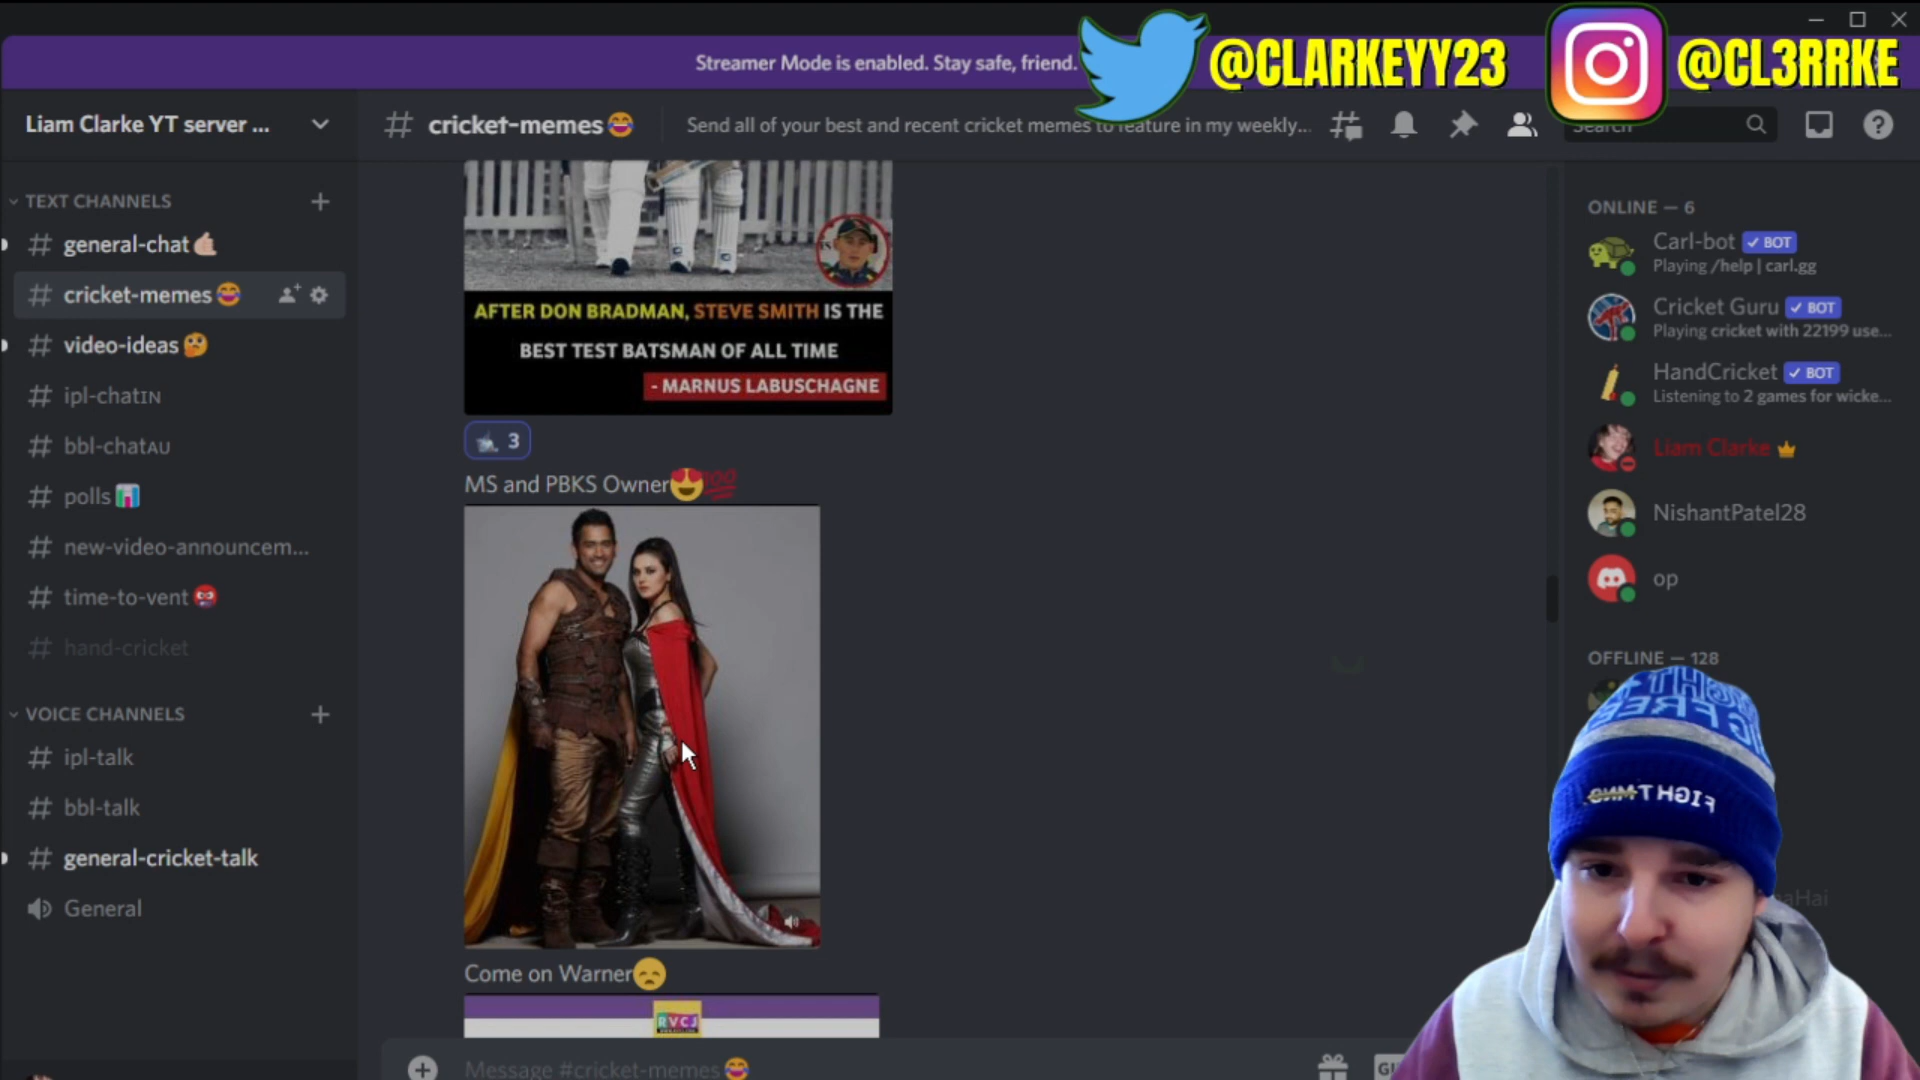 Streamer Mode is enabled. Stay safe, friend.
@CLARKEYY23
@CL3RRKE
Liam Clarke YT server ...
# cricket-memes😂
Send all of your best and recent cricket memes to feature in my weekly...
Search
TEXT CHANNELS
# general-chat🤙
# cricket-memes😂
# video-ideas🤔
# ipl-chatIN
# bbl-chatAU
# polls📊
# new-video-announcem...
# time-to-vent👹
# hand-cricket
VOICE CHANNELS
# ipl-talk
# bbl-talk
# general-cricket-talk
General
AFTER DON BRADMAN, STEVE SMITH IS THE
BEST TEST BATSMAN OF ALL TIME
- MARNUS LABUSCHAGNE
3
MS and PBKS Owner😍💯
Come on Warner😞
RVCJ
Message #cricket-memes😂
ONLINE — 6
Carl-bot ✓ BOT
Playing /help | carl.gg
Cricket Guru ✓ BOT
Playing cricket with 22199 use...
HandCricket ✓ BOT
Listening to 2 games for wicke...
Liam Clarke
NishantPatel28
op
OFFLINE — 128
FIGHTMND